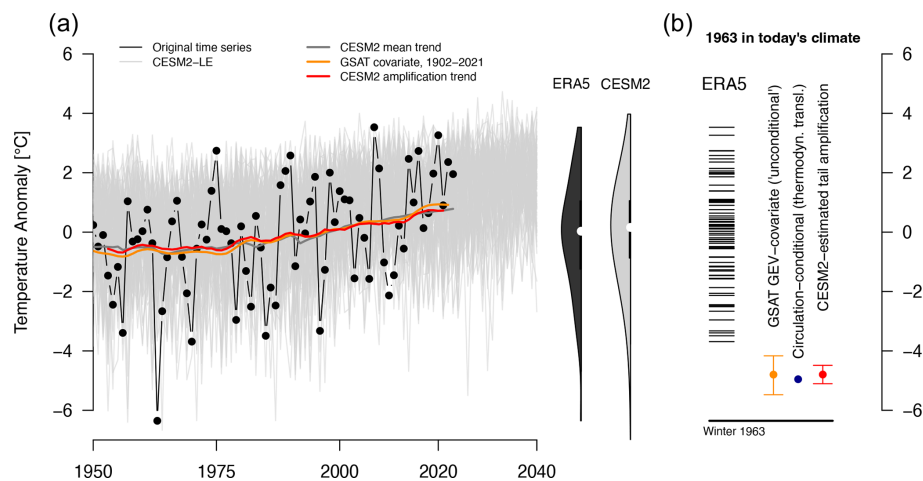 (a)
Original time series
CESM2−LE
CESM2 mean trend
GSAT covariate, 1902−2021
CESM2 amplification trend
Temperature Anomaly [°C]
6
4
2
0
−2
−4
−6
1950
1975
2000
2020
2040
ERA5
CESM2
(b)
1963 in today's climate
ERA5
GSAT GEV−covariate ('unconditional')
Circulation−conditional (thermodyn. transl.)
CESM2−estimated tail amplification
Winter 1963
6
4
2
0
−2
−4
−6